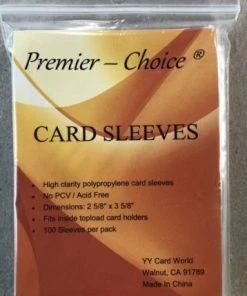 Premier – Choice ®
CARD SLEEVES
• High clarity polypropylene card sleeves
• No PCV / Acid Free
• Dimensions: 2 5/8" x 3 5/8"
• Fits inside topload card holders
• 100 Sleeves per pack
YY Card World
Walnut, CA 91789
Made In China